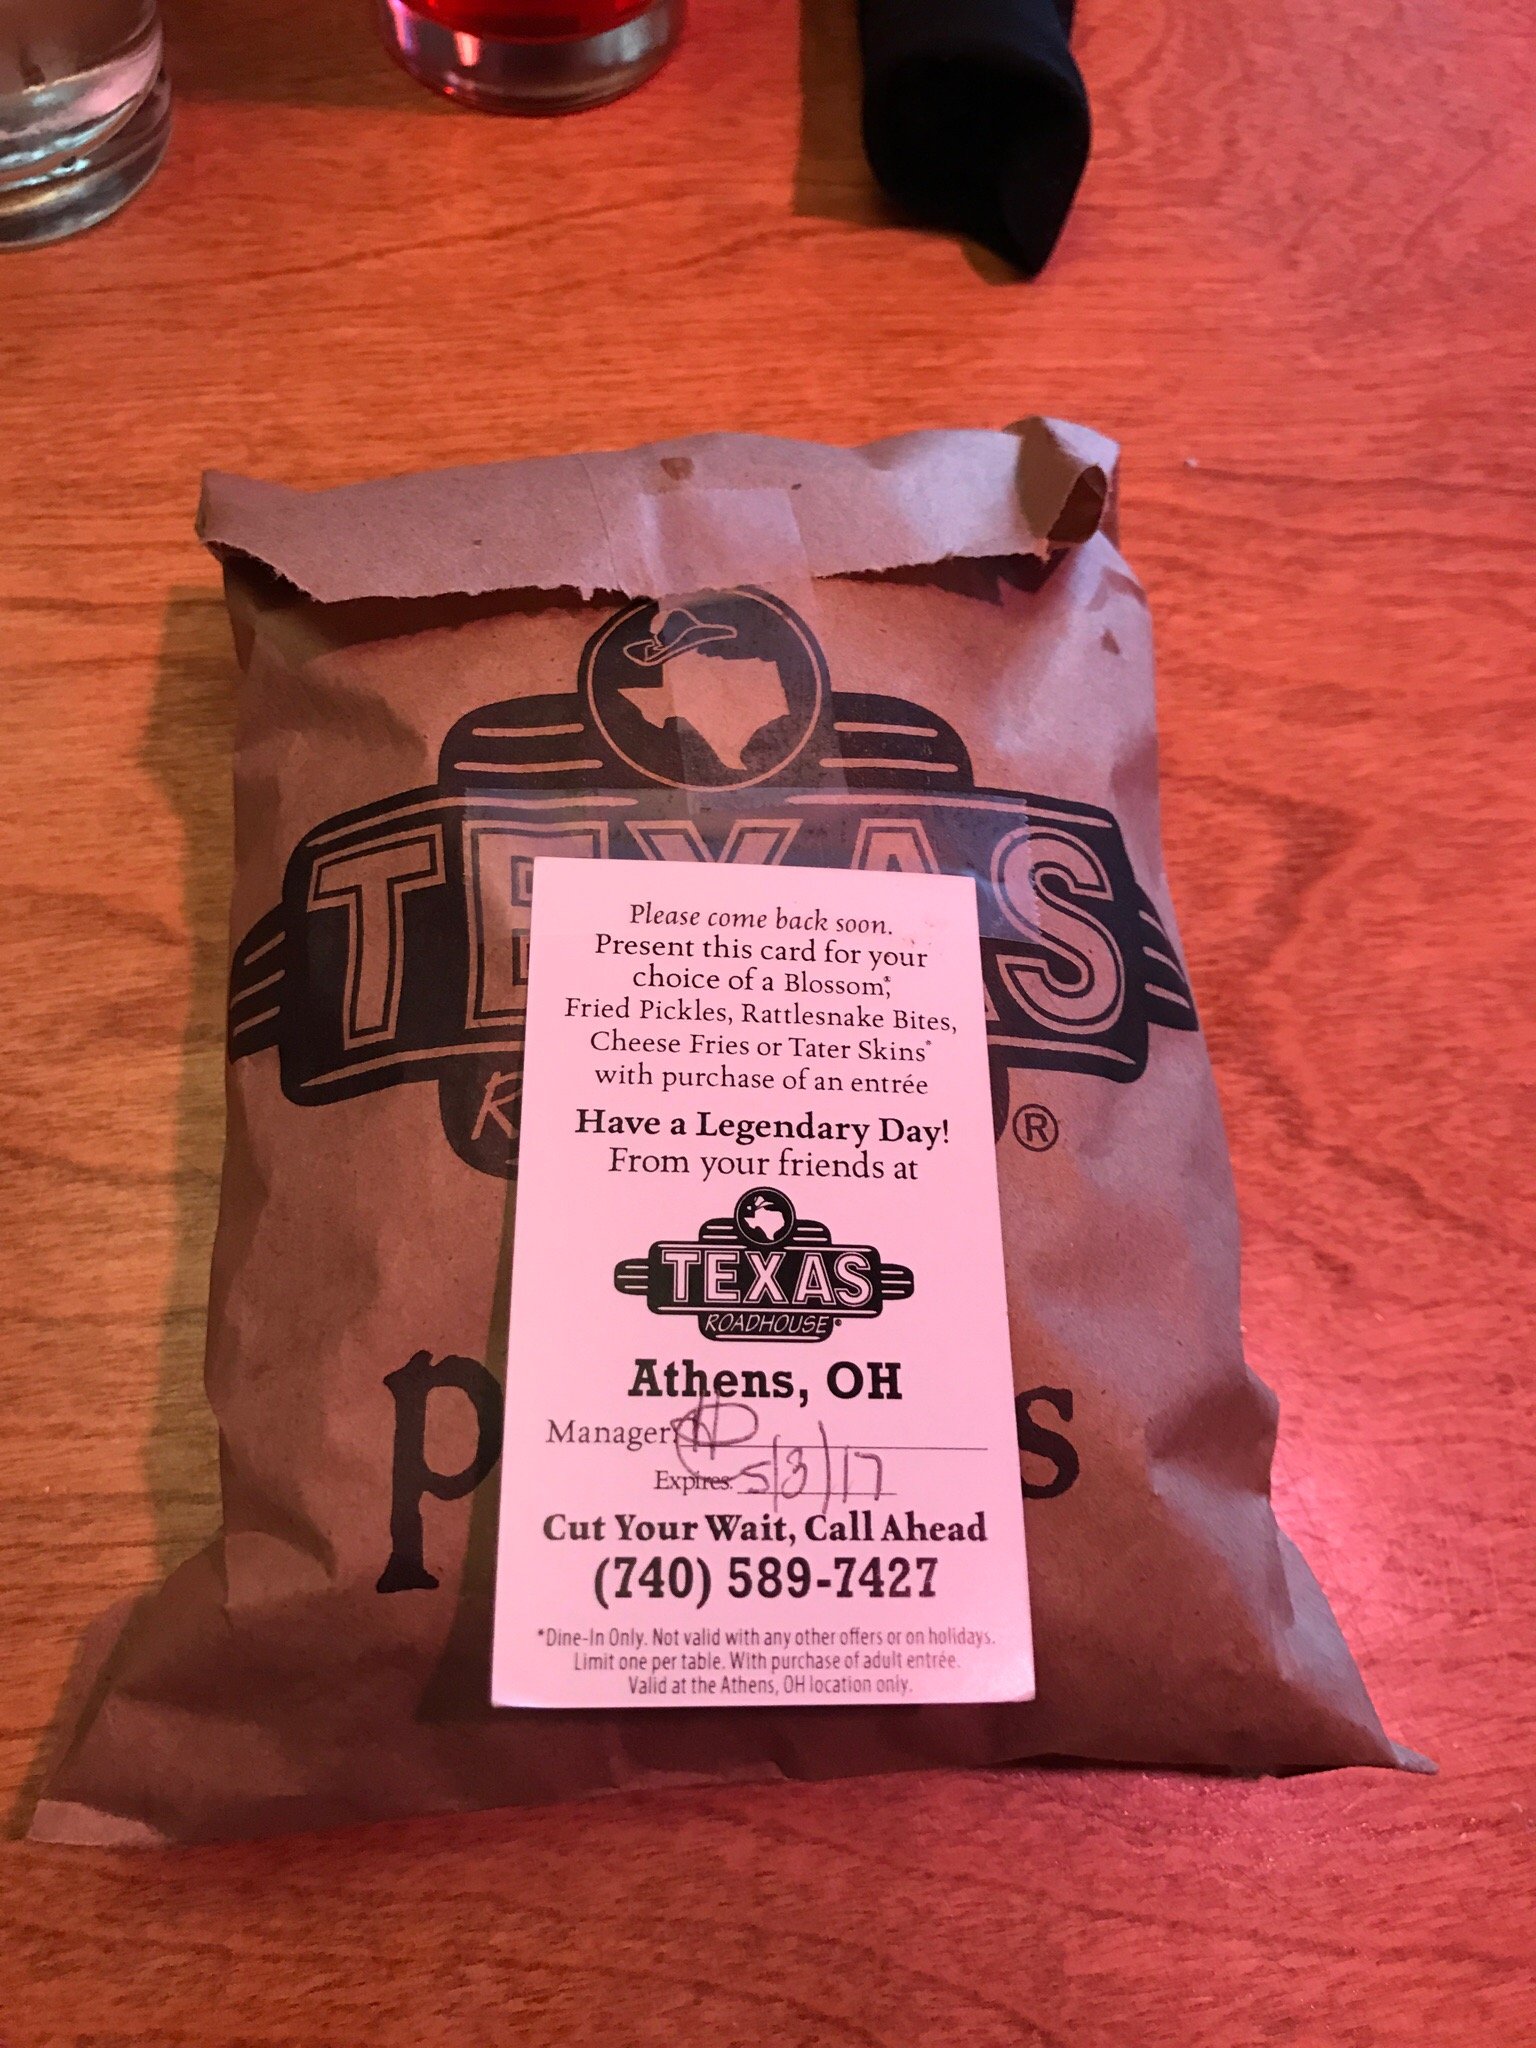 TEXAS
R
®
p s
Please come back soon.
Present this card for your
choice of a Blossom,®
Fried Pickles, Rattlesnake Bites,
Cheese Fries or Tater Skins*
with purchase of an entrée
Have a Legendary Day!
From your friends at
TEXAS
ROADHOUSE®
Athens, OH
Manager:
Expires: 5/3/17
Cut Your Wait, Call Ahead
(740) 589-7427
*Dine-In Only. Not valid with any other offers or on holidays.
Limit one per table. With purchase of adult entrée.
Valid at the Athens, OH location only.